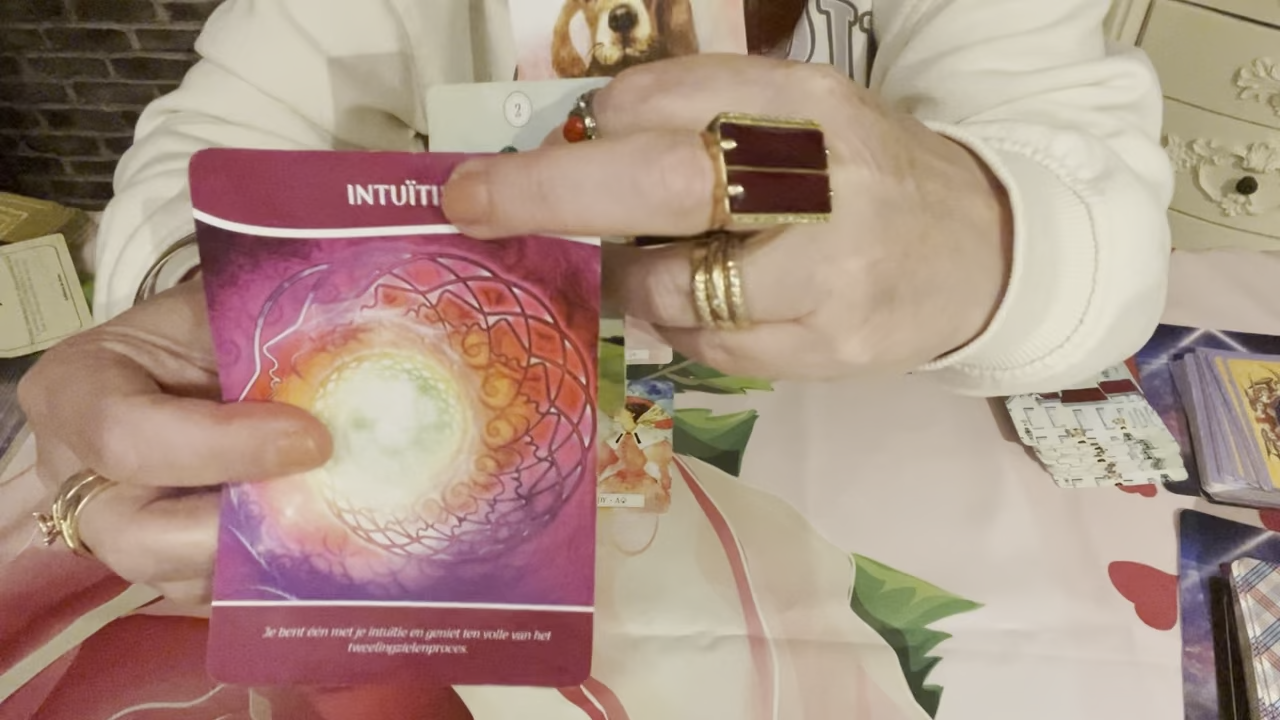 2
INTUÏTI
Je bent één met je intuïtie en geniet ten volle van het
tweelingzielenproces.